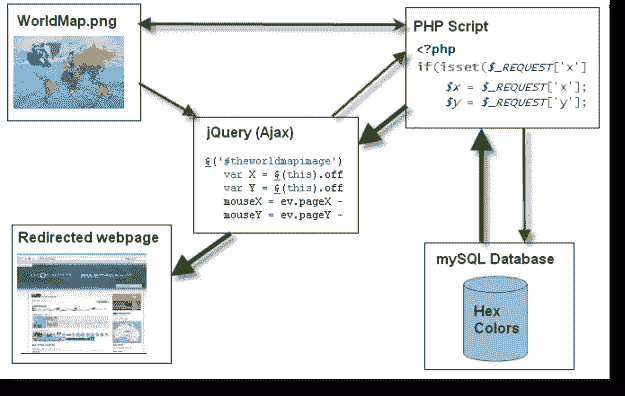 WorldMap.png
PHP Script
<?php
if(isset($_REQUEST['x']
$x = $_REQUEST['x'];
$y = $_REQUEST['y'];
jQuery (Ajax)
$('#theworldmapimage')
var X = $(this).off
var Y = $(this).off
mouseX = ev.pageX -
mouseY = ev.pageY -
Redirected webpage
mySQL Database
Hex
Colors